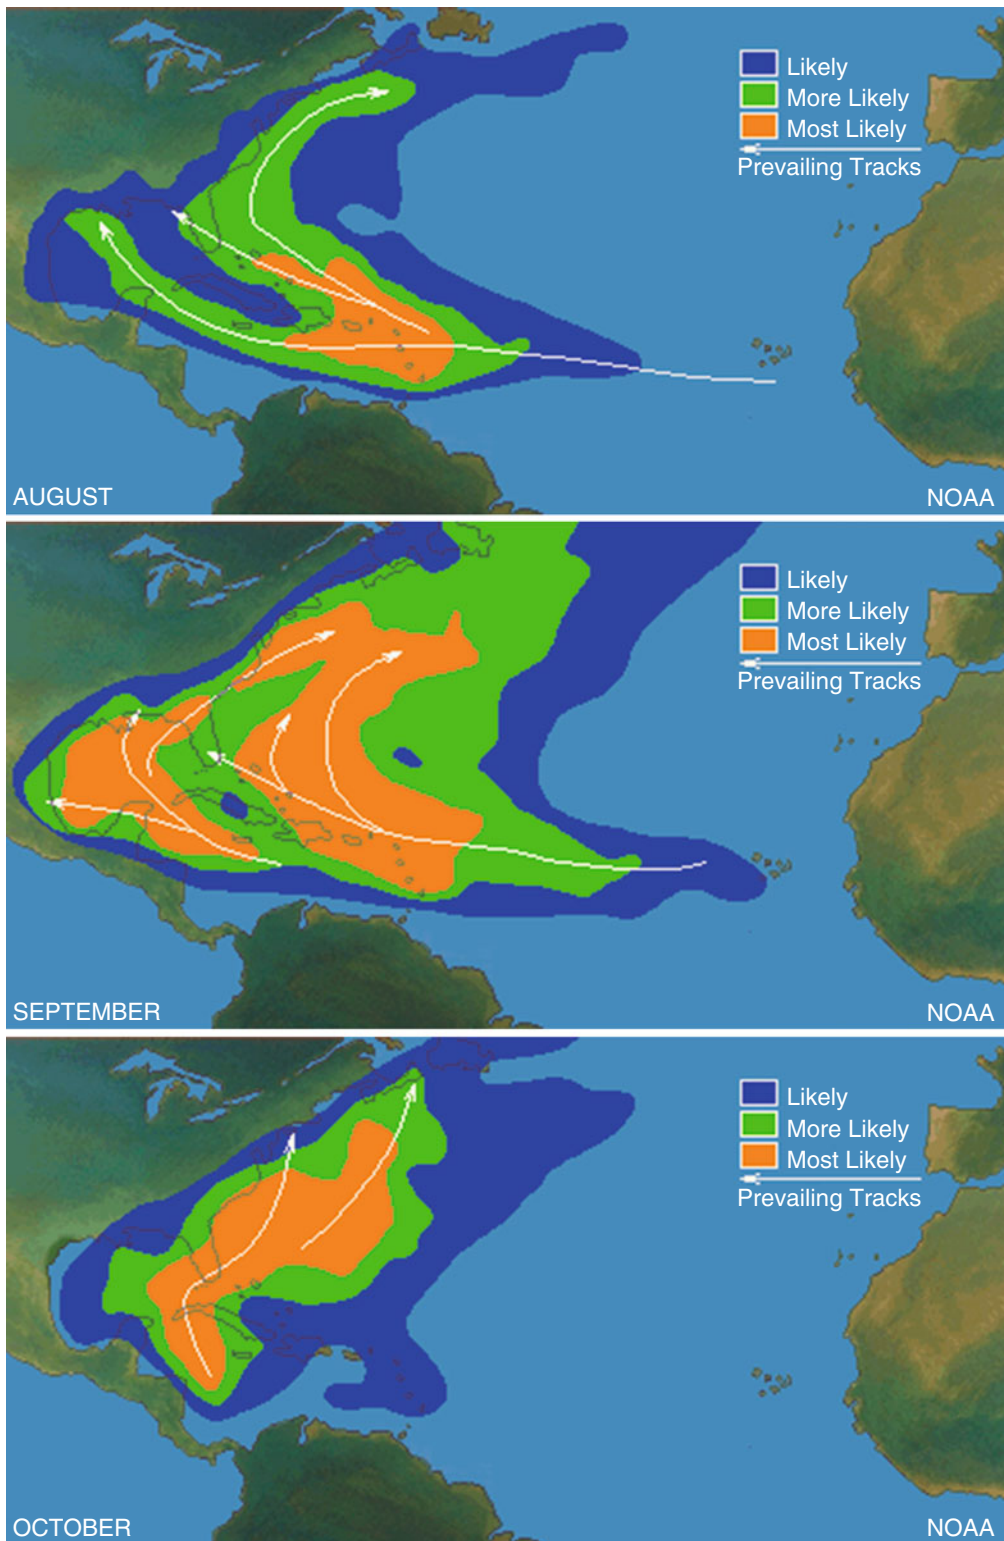 Likely
More Likely
Most Likely
Prevailing Tracks
AUGUST
NOAA
Likely
More Likely
Most Likely
Prevailing Tracks
SEPTEMBER
NOAA
Likely
More Likely
Most Likely
Prevailing Tracks
OCTOBER
NOAA